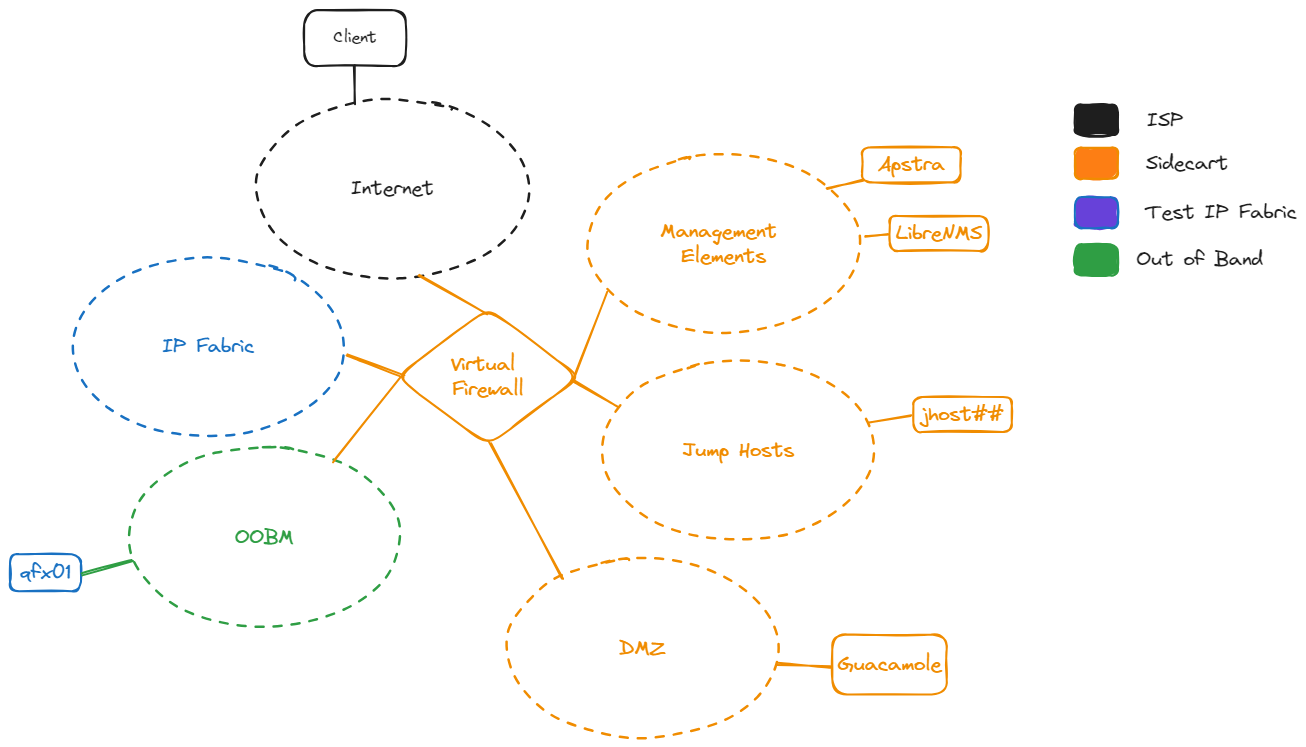 Client
Internet
ISP
Sidecart
Test IP Fabric
Out of Band
Apstra
LibreNMS
Management
Elements
IP Fabric
Virtual
Firewall
jhost##
Jump Hosts
OOBM
qfx01
DMZ
Guacamole